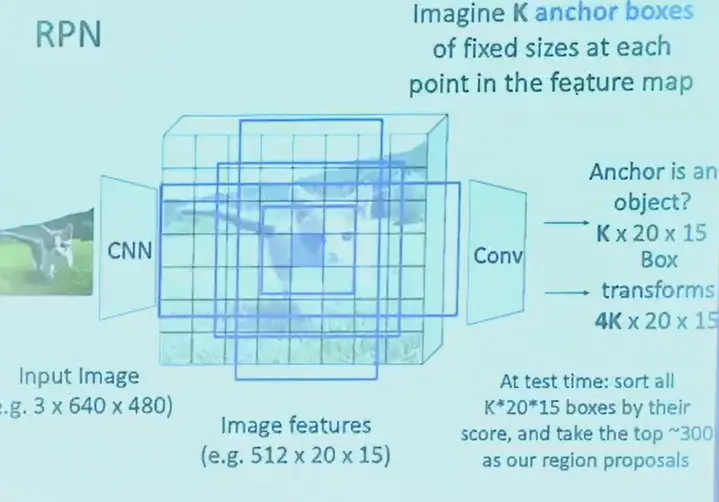 RPN
Imagine K anchor boxes
of fixed sizes at each
point in the feature map
CNN
Conv
Anchor is an
object?
K x 20 x 15
Box
transforms
4K x 20 x 15
Input Image
e.g. 3 x 640 x 480)
Image features
(e.g. 512 x 20 x 15)
At test time: sort all
K*20*15 boxes by their
score, and take the top ~300
as our region proposals